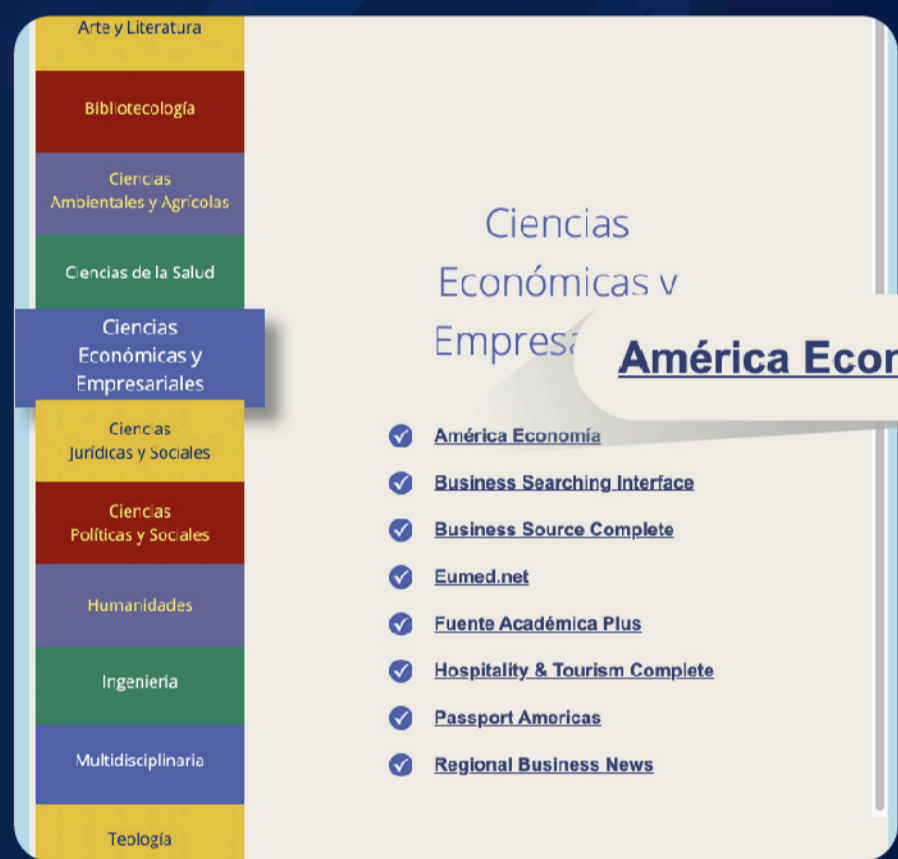 Arte y Literatura
Bibliotecología
Ciencias
Ambientales y Agrícolas
Ciencias de la Salud
Ciencias
Económicas y
Empresariales
Ciencias
Jurídicas y Sociales
Ciencias
Políticas y Sociales
Humanidades
Ingeniería
Multidisciplinaria
Teología
Ciencias
Económicas y
Empresa
América Econ
América Economía
Business Searching Interface
Business Source Complete
Eumed.net
Fuente Académica Plus
Hospitality & Tourism Complete
Passport Americas
Regional Business News